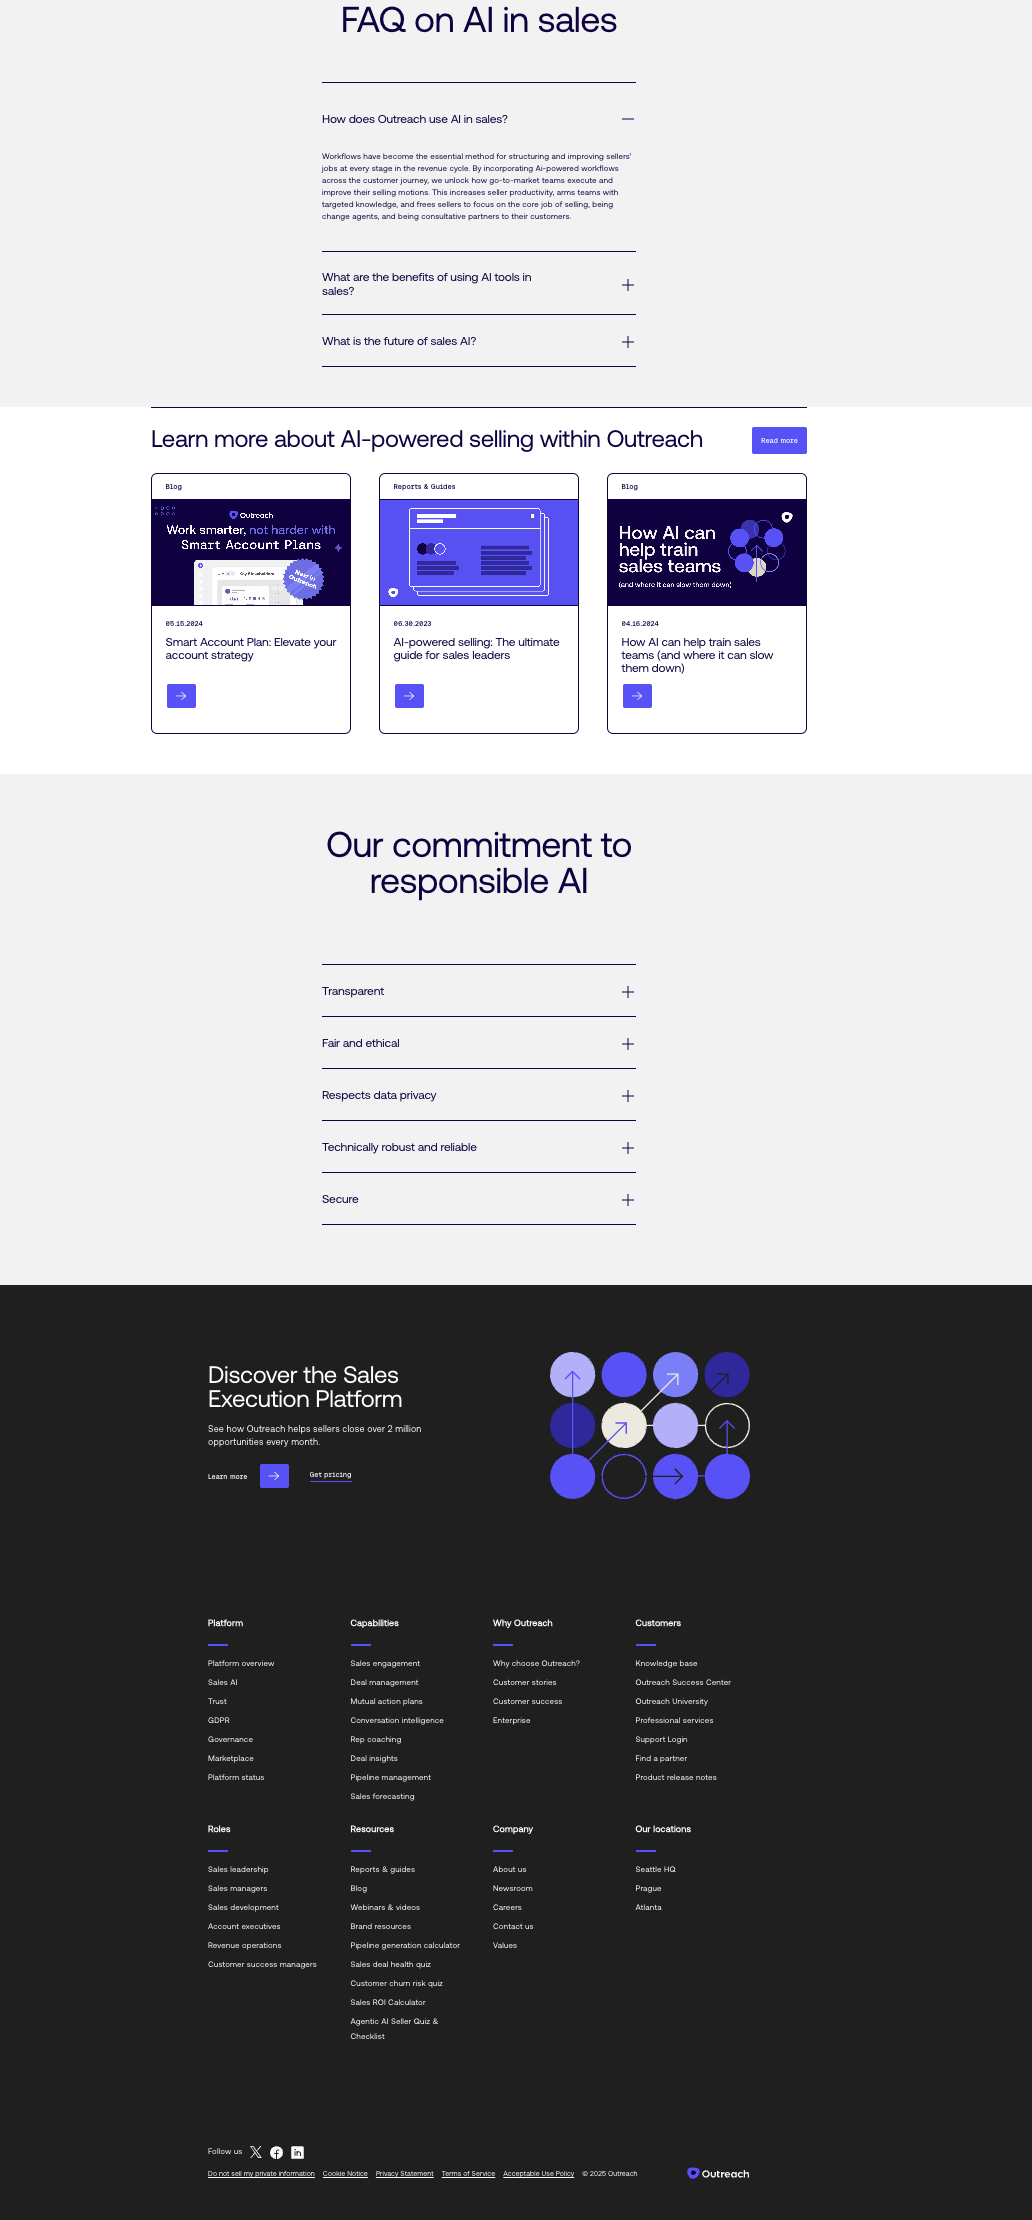 FAQ on AI in sales
How does Outreach use AI in sales?
Workflows have become the essential method for structuring and improving sellers'
jobs at every stage in the revenue cycle. By incorporating Ai-powered workflows
across the customer journey, we unlock how go-to-market teams execute and
improve their selling motions. This increases seller productivity, arms teams with
targeted knowledge, and frees sellers to focus on the core job of selling, being
change agents, and being consultative partners to their customers.
What are the benefits of using AI tools in
sales?
What is the future of sales AI?
Learn more about AI-powered selling within Outreach
Read more
Blog
Outreach
Work smarter, not harder with
Smart Account Plans
Key Stakeholders
New in
Outreach
05.15.2024
Smart Account Plan: Elevate your
account strategy
Reports & Guides
06.30.2023
AI-powered selling: The ultimate
guide for sales leaders
Blog
How AI can
help train
sales teams
(and where it can slow them down)
04.16.2024
How AI can help train sales
teams (and where it can slow
them down)
Our commitment to
responsible AI
Transparent
Fair and ethical
Respects data privacy
Technically robust and reliable
Secure
Discover the Sales
Execution Platform
See how Outreach helps sellers close over 2 million
opportunities every month.
Learn more
Get pricing
Platform
Platform overview
Sales AI
Trust
GDPR
Governance
Marketplace
Platform status
Capabilities
Sales engagement
Deal management
Mutual action plans
Conversation intelligence
Rep coaching
Deal insights
Pipeline management
Sales forecasting
Why Outreach
Why choose Outreach?
Customer stories
Customer success
Enterprise
Customers
Knowledge base
Outreach Success Center
Outreach University
Professional services
Support Login
Find a partner
Product release notes
Roles
Sales leadership
Sales managers
Sales development
Account executives
Revenue operations
Customer success managers
Resources
Reports & guides
Blog
Webinars & videos
Brand resources
Pipeline generation calculator
Sales deal health quiz
Customer churn risk quiz
Sales ROI Calculator
Agentic AI Seller Quiz &
Checklist
Company
About us
Newsroom
Careers
Contact us
Values
Our locations
Seattle HQ
Prague
Atlanta
Follow us
Do not sell my private information Cookie Notice Privacy Statement Terms of Service Acceptable Use Policy © 2025 Outreach
Outreach